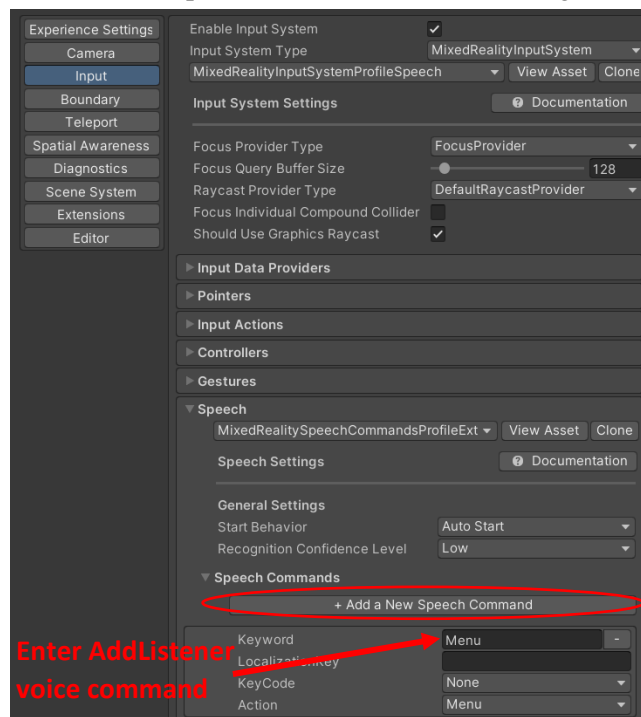 Experience Settings
Camera
Input
Boundary
Teleport
Spatial Awareness
Diagnostics
Scene System
Extensions
Editor
Enable Input System
Input System Type MixedRealityInputSystem
MixedRealityInputSystemProfileSpeech View Asset Clone
Input System Settings Documentation
Focus Provider Type FocusProvider
Focus Query Buffer Size 128
Raycast Provider Type DefaultRaycastProvider
Focus Individual Compound Collider
Should Use Graphics Raycast
Input Data Providers
Pointers
Input Actions
Controllers
Gestures
Speech
MixedRealitySpeechCommandsProfileExt View Asset Clone
Speech Settings Documentation
General Settings
Start Behavior Auto Start
Recognition Confidence Level Low
Speech Commands
+ Add a New Speech Command
Keyword Menu -
LocalizationKey
KeyCode None
Action Menu
Enter AddListener
voice command